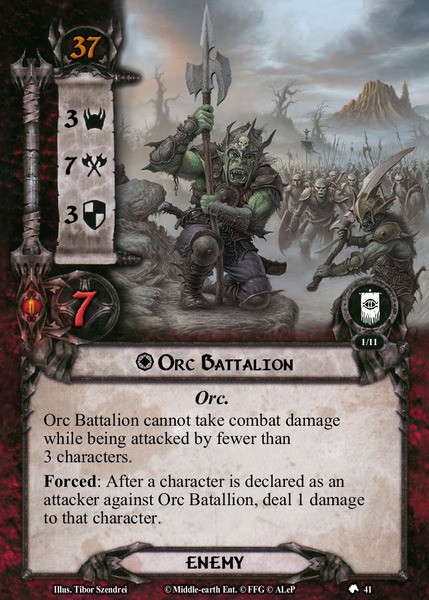 37
3
7
3
7
1/11
Orc Battalion
Orc.
Orc Battalion cannot take combat damage
while being attacked by fewer than
3 characters.
Forced: After a character is declared as an
attacker against Orc Batallion, deal 1 damage
to that character.
ENEMY
Illus. Tibor Szendrei © Middle-earth Ent. © FFG © ALeP 41